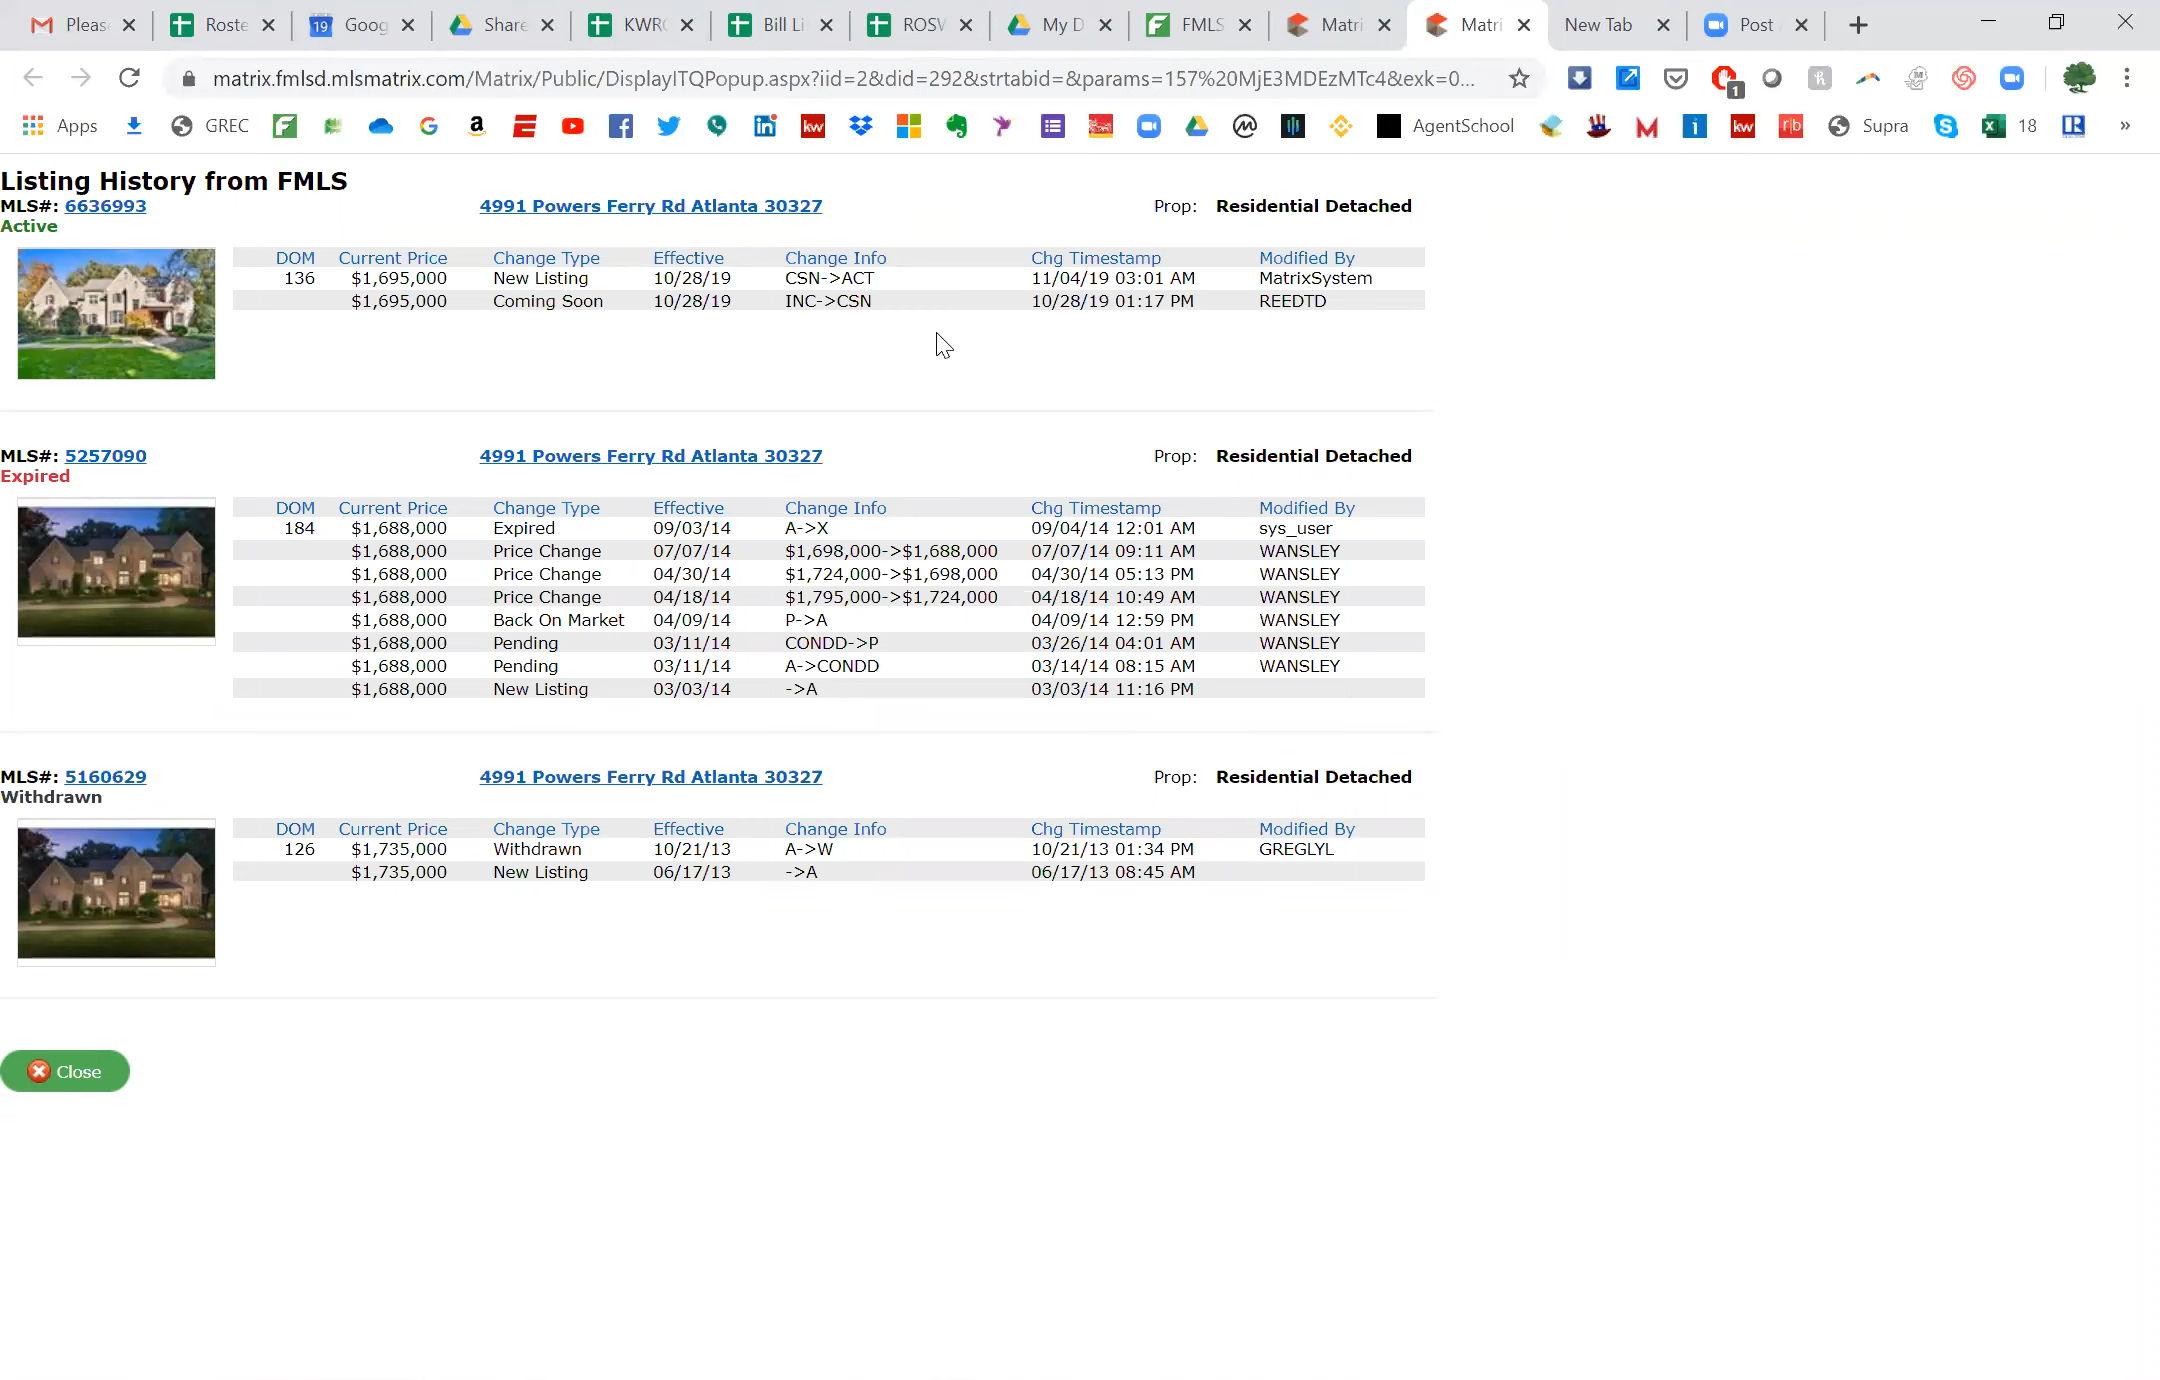 Pleas Roste 19 Goog Share KWRC Bill Li ROSW My D FMLS Matri Matri New Tab Post
matrix.fmlsd.mlsmatrix.com/Matrix/Public/DisplayITQPopup.aspx?iid=2&did=292&strtabid=&params=157%20MjE3MDEzMTc4&exk=0... 1
Apps GREC kw AgentSchool kw rb Supra 18 »
Listing History from FMLS
MLS#: 6636993 4991 Powers Ferry Rd Atlanta 30327 Prop: Residential Detached
Active
DOM Current Price Change Type Effective Change Info Chg Timestamp Modified By
136 $1,695,000 New Listing 10/28/19 CSN->ACT 11/04/19 03:01 AM MatrixSystem
$1,695,000 Coming Soon 10/28/19 INC->CSN 10/28/19 01:17 PM REEDTD
MLS#: 5257090 4991 Powers Ferry Rd Atlanta 30327 Prop: Residential Detached
Expired
DOM Current Price Change Type Effective Change Info Chg Timestamp Modified By
184 $1,688,000 Expired 09/03/14 A->X 09/04/14 12:01 AM sys_user
$1,688,000 Price Change 07/07/14 $1,698,000->$1,688,000 07/07/14 09:11 AM WANSLEY
$1,688,000 Price Change 04/30/14 $1,724,000->$1,698,000 04/30/14 05:13 PM WANSLEY
$1,688,000 Price Change 04/18/14 $1,795,000->$1,724,000 04/18/14 10:49 AM WANSLEY
$1,688,000 Back On Market 04/09/14 P->A 04/09/14 12:59 PM WANSLEY
$1,688,000 Pending 03/11/14 CONDD->P 03/26/14 04:01 AM WANSLEY
$1,688,000 Pending 03/11/14 A->CONDD 03/14/14 08:15 AM WANSLEY
$1,688,000 New Listing 03/03/14 ->A 03/03/14 11:16 PM
MLS#: 5160629 4991 Powers Ferry Rd Atlanta 30327 Prop: Residential Detached
Withdrawn
DOM Current Price Change Type Effective Change Info Chg Timestamp Modified By
126 $1,735,000 Withdrawn 10/21/13 A->W 10/21/13 01:34 PM GREGLYL
$1,735,000 New Listing 06/17/13 ->A 06/17/13 08:45 AM
Close